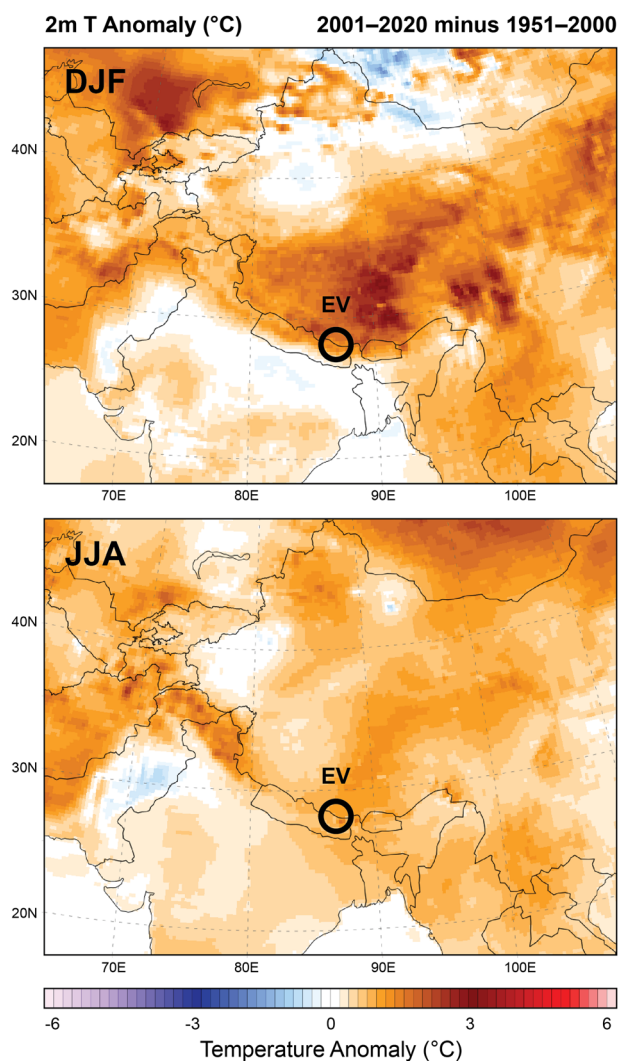 2m T Anomaly (°C) 2001–2020 minus 1951–2000
DJF
40N
30N
EV
20N
70E 80E 90E 100E
JJA
40N
30N
EV
20N
70E 80E 90E 100E
-6 -3 0 3 6
Temperature Anomaly (°C)